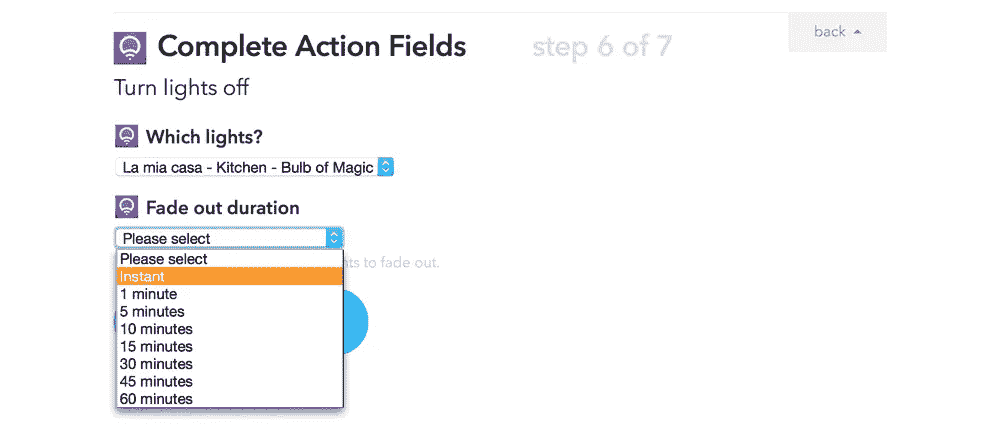 back
Complete Action Fields step 6 of 7
Turn lights off
Which lights?
La mia casa - Kitchen - Bulb of Magic
Fade out duration
Please select
Please select
to fade out.
Instant
1 minute
5 minutes
10 minutes
15 minutes
30 minutes
45 minutes
60 minutes